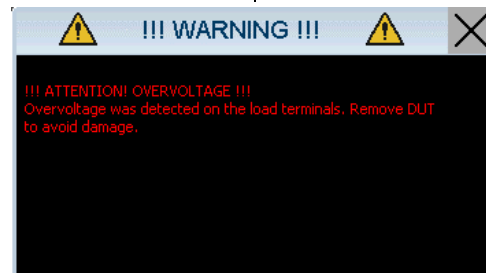 !!! WARNING !!!
!!! ATTENTION! OVERVOLTAGE !!!
Overvoltage was detected on the load terminals. Remove DUT
to avoid damage.